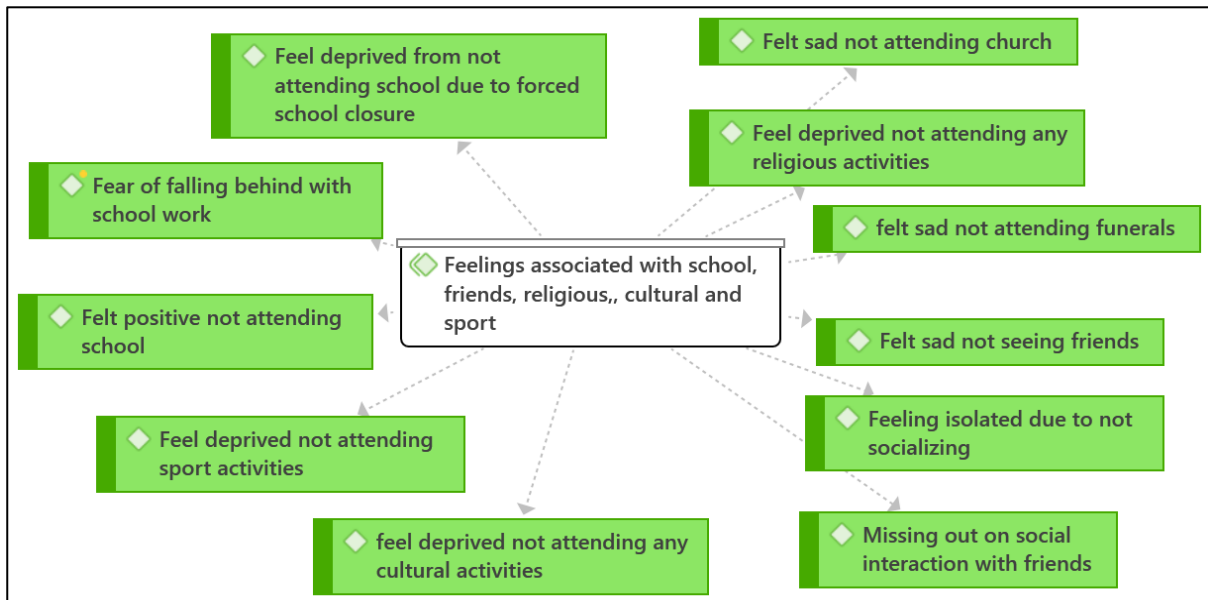 Feel deprived from not
attending school due to forced
school closure
Felt sad not attending church
Feel deprived not attending any
religious activities
Fear of falling behind with
school work
felt sad not attending funerals
Feelings associated with school,
friends, religious,, cultural and
sport
Felt positive not attending
school
Felt sad not seeing friends
Feel deprived not attending
sport activities
Feeling isolated due to not
socializing
feel deprived not attending any
cultural activities
Missing out on social
interaction with friends